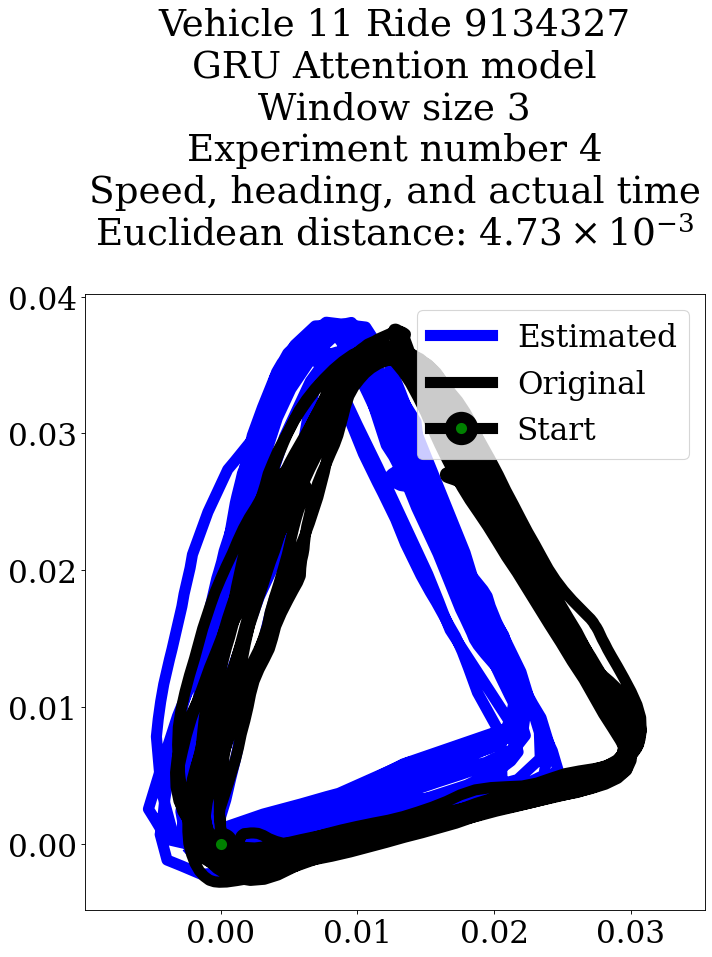 Vehicle 11 Ride 9134327
GRU Attention model
Window size 3
Experiment number 4
Speed, heading, and actual time
Euclidean distance: 4.73 × 10⁻³
0.04
Estimated
Original
Start
0.03
0.02
0.01
0.00
0.00 0.01 0.02 0.03